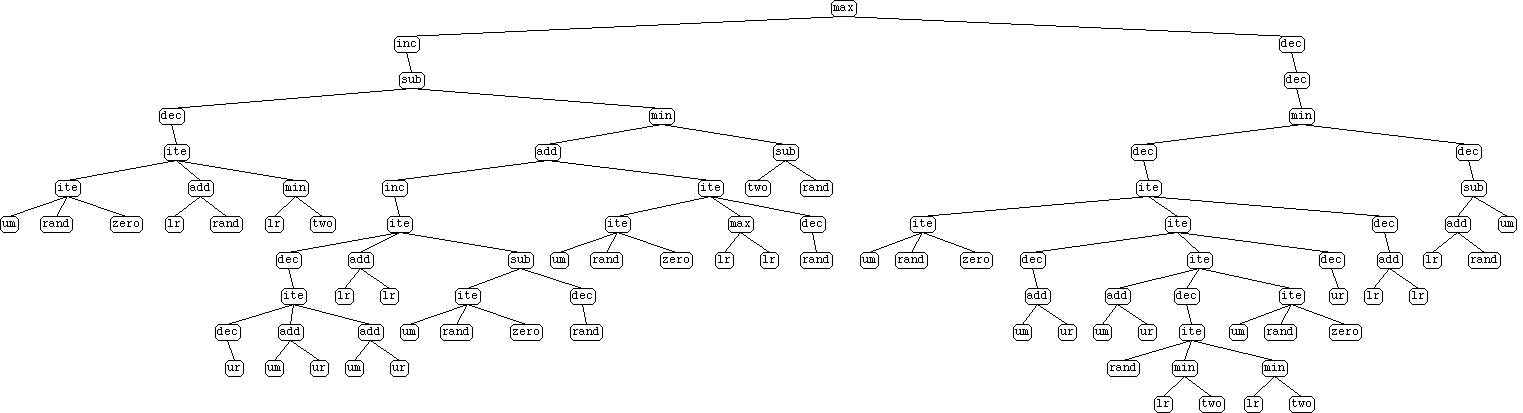 max
inc dec
sub dec
dec min min
ite add sub dec dec
ite add min inc ite two rand ite sub
um rand zero lr rand lr two ite ite max dec ite ite dec add um
dec add sub um rand zero lr lr rand um rand zero dec ite dec add lr rand
ite lr lr ite dec add add dec ite ur lr lr
dec add add um rand zero rand um ur um ur ite um rand zero
ur um ur um ur rand min min
lr two lr two